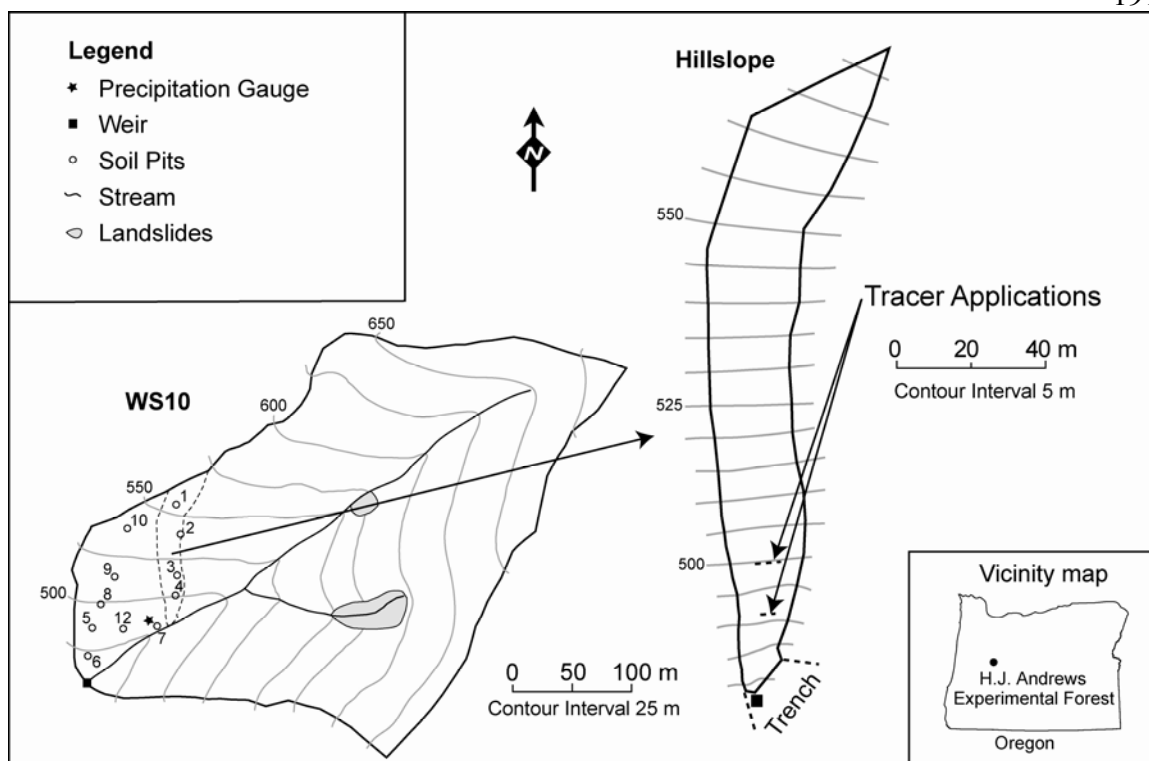 Legend
Precipitation Gauge
Weir
Soil Pits
Stream
Landslides
N
Hillslope
550
525
500
Tracer Applications
0 20 40 m
Contour Interval 5 m
Trench
WS10
650
600
550
500
1
10
2
9
3
8
4
5
12
7
6
0 50 100 m
Contour Interval 25 m
Vicinity map
H.J. Andrews
Experimental Forest
Oregon